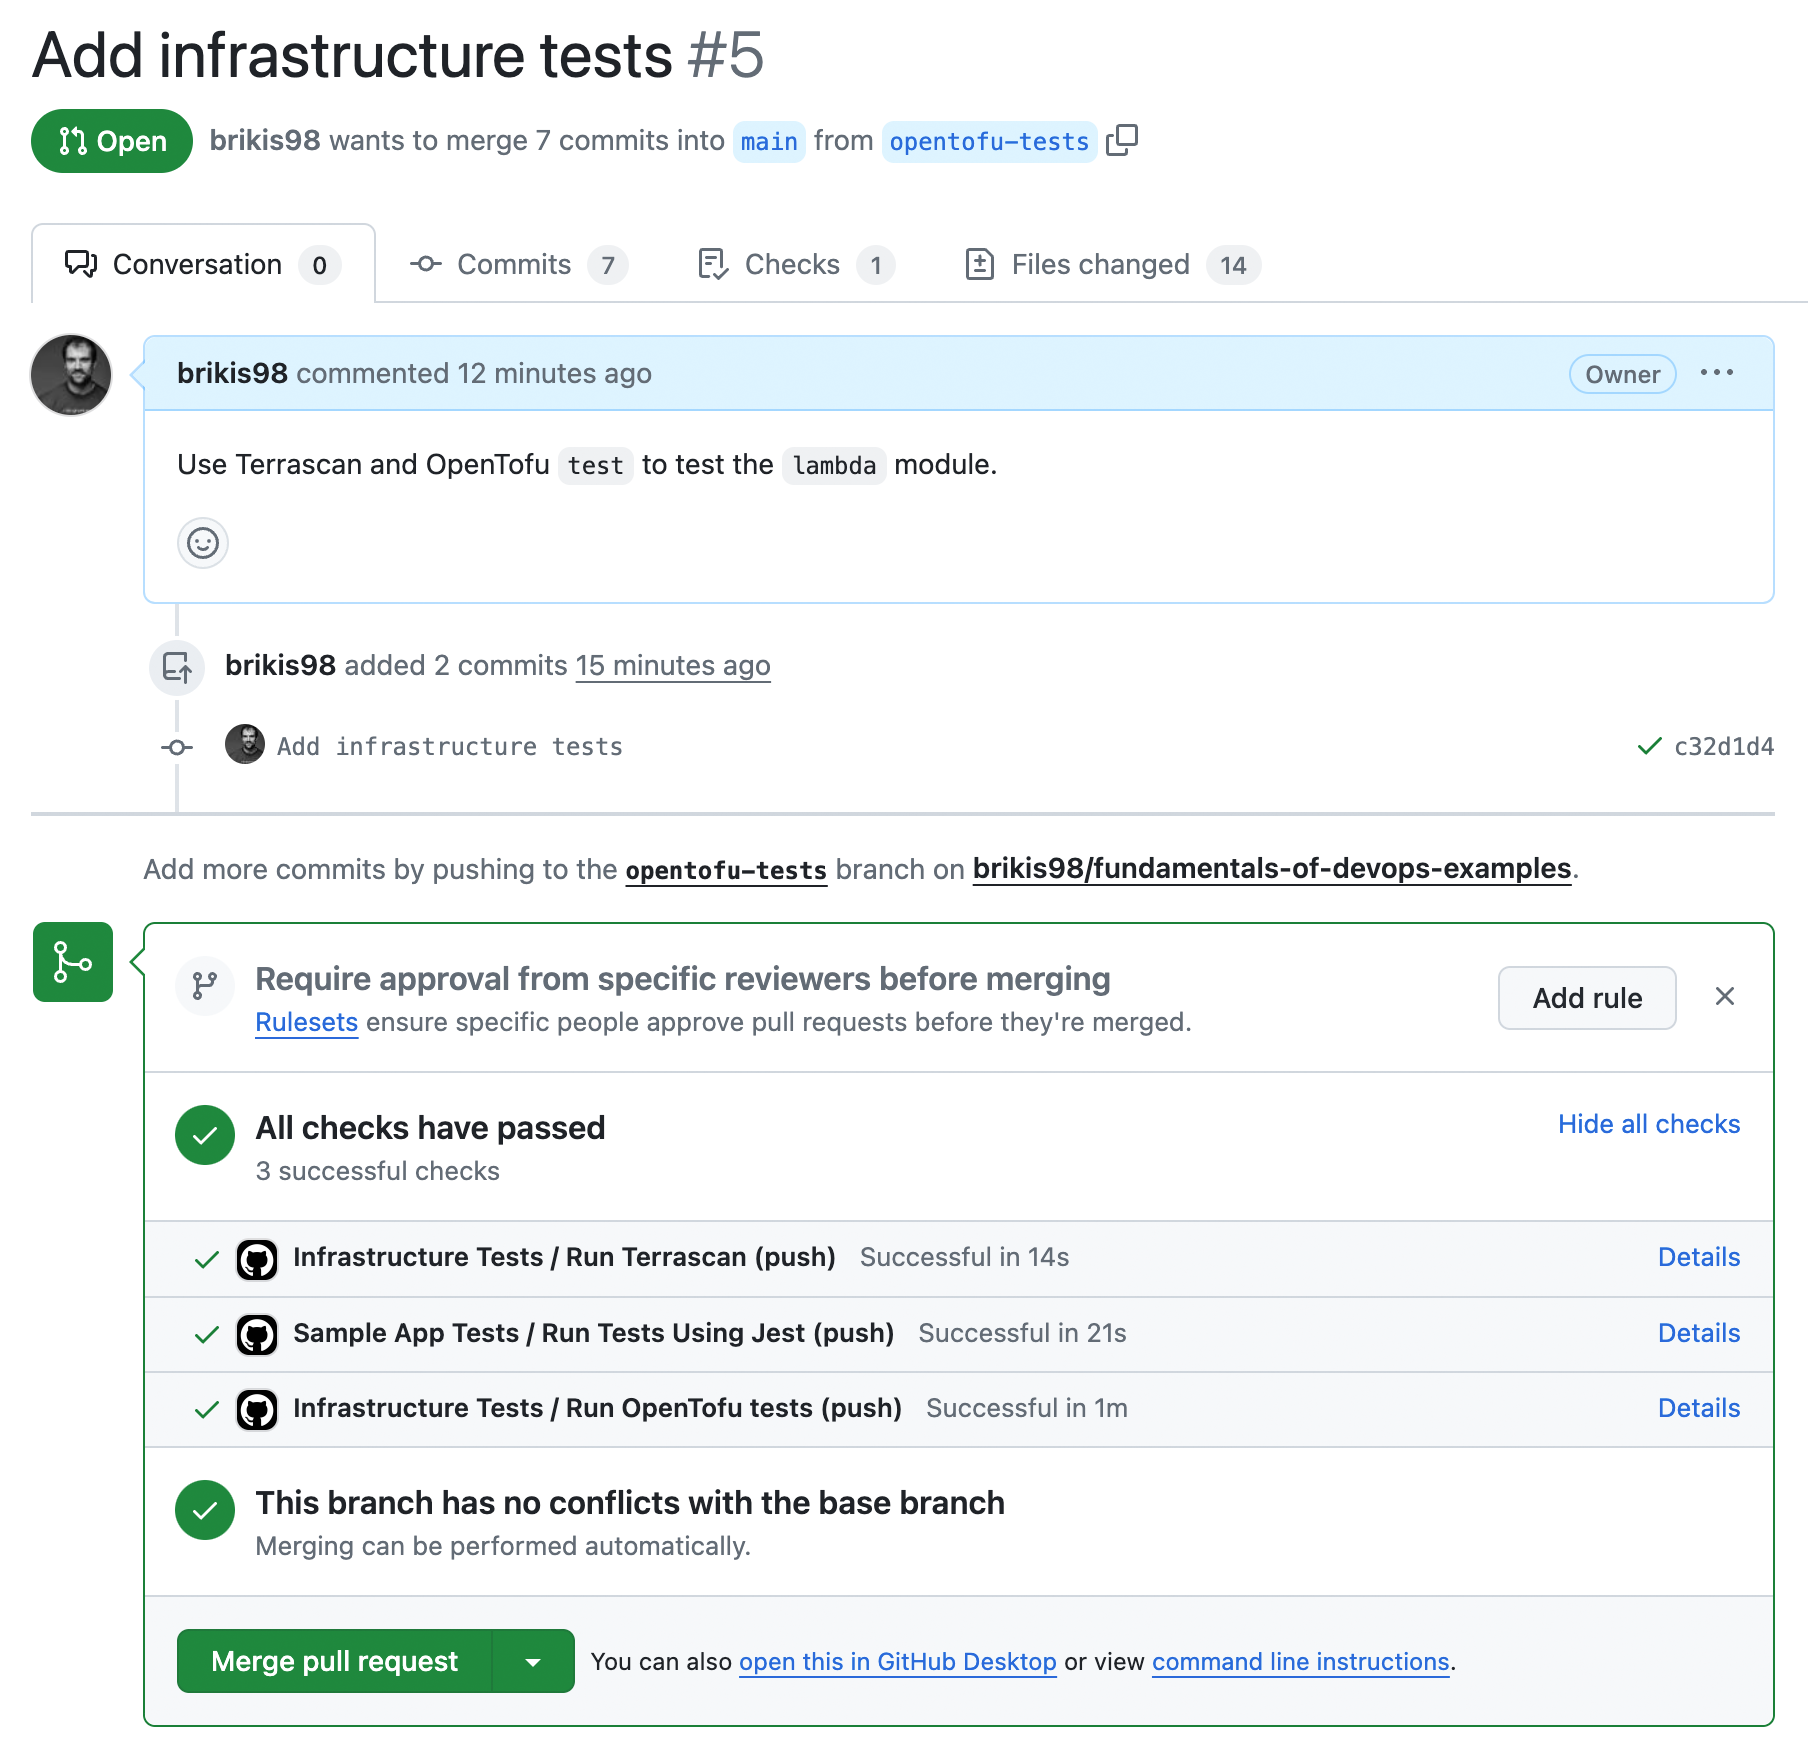 Add infrastructure tests #5
Open brikis98 wants to merge 7 commits into main from opentofu-tests
Conversation 0 Commits 7 Checks 1 Files changed 14
brikis98 commented 12 minutes ago Owner ...
Use Terrascan and OpenTofu test to test the lambda module.
brikis98 added 2 commits 15 minutes ago
Add infrastructure tests c32d1d4
Add more commits by pushing to the opentofu-tests branch on brikis98/fundamentals-of-devops-examples.
Require approval from specific reviewers before merging
Rulesets ensure specific people approve pull requests before they're merged.
Add rule
All checks have passed
Hide all checks
3 successful checks
Infrastructure Tests / Run Terrascan (push) Successful in 14s Details
Sample App Tests / Run Tests Using Jest (push) Successful in 21s Details
Infrastructure Tests / Run OpenTofu tests (push) Successful in 1m Details
This branch has no conflicts with the base branch
Merging can be performed automatically.
Merge pull request You can also open this in GitHub Desktop or view command line instructions.